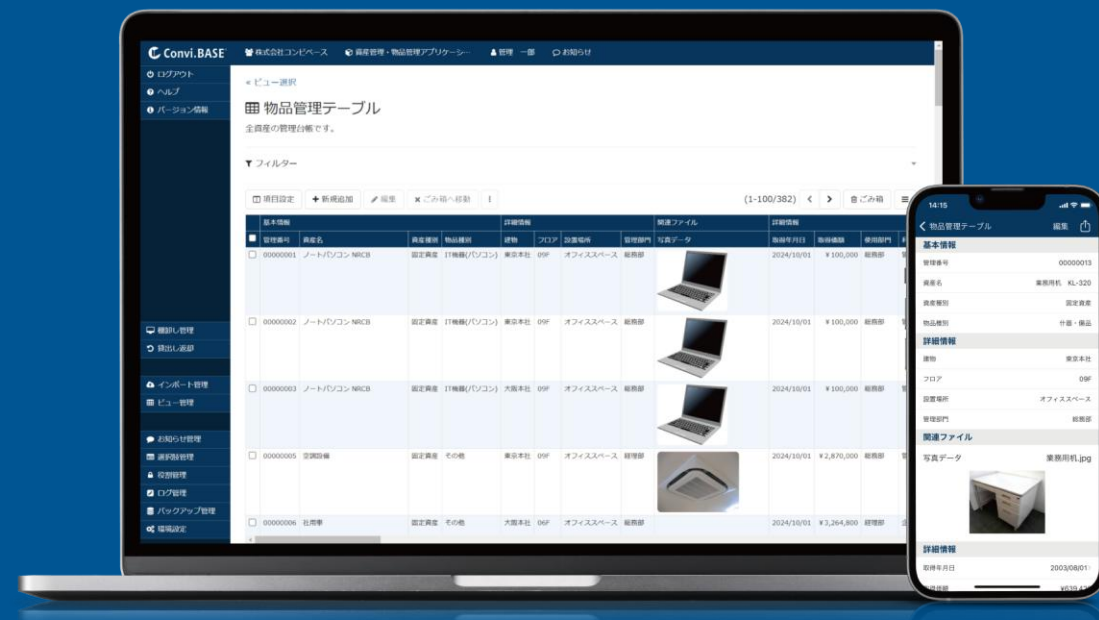 Convi.BASE
株式会社コンビベース
資産管理・物品管理アプリケーシ…
管理 一郎
お知らせ
ログアウト
ヘルプ
バージョン情報
棚卸し管理
貸出し返却
インポート管理
ビュー管理
お知らせ管理
選択肢管理
役割管理
ログ管理
バックアップ管理
環境設定
« ビュー選択
物品管理テーブル
全資産の管理台帳です。
フィルター
項目設定 新規追加 編集 ごみ箱へ移動 (1-100/382) ごみ箱
基本情報 詳細情報 関連ファイル 詳細情報
管理番号 資産名 資産種別 物品種別 建物 フロア 設置場所 管理部門 写真データ 取得年月日 取得価額 使用部門
00000001 ノートパソコン NRCB 固定資産 IT機器(パソコン) 東京本社 09F オフィススペース 総務部 2024/10/01 ¥100,000 総務部
00000002 ノートパソコン NRCB 固定資産 IT機器(パソコン) 東京本社 09F オフィススペース 総務部 2024/10/01 ¥100,000 総務部
00000003 ノートパソコン NRCB 固定資産 IT機器(パソコン) 大阪本社 09F オフィススペース 総務部 2024/10/01 ¥100,000 総務部
00000005 空調設備 固定資産 その他 東京本社 09F オフィススペース 経理部 2024/10/01 ¥2,870,000 総務部
00000006 社用車 固定資産 その他 大阪本社 06F オフィススペース 総務部 2024/10/01 ¥3,264,800 経理部
14:15
物品管理テーブル 編集
基本情報
管理番号 00000013
資産名 業務用机 KL-320
資産種別 固定資産
物品種別 什器・備品
詳細情報
建物 東京本社
フロア 09F
設置場所 オフィススペース
管理部門 総務部
関連ファイル
写真データ 業務用机.jpg
詳細情報
取得年月日 2003/08/01